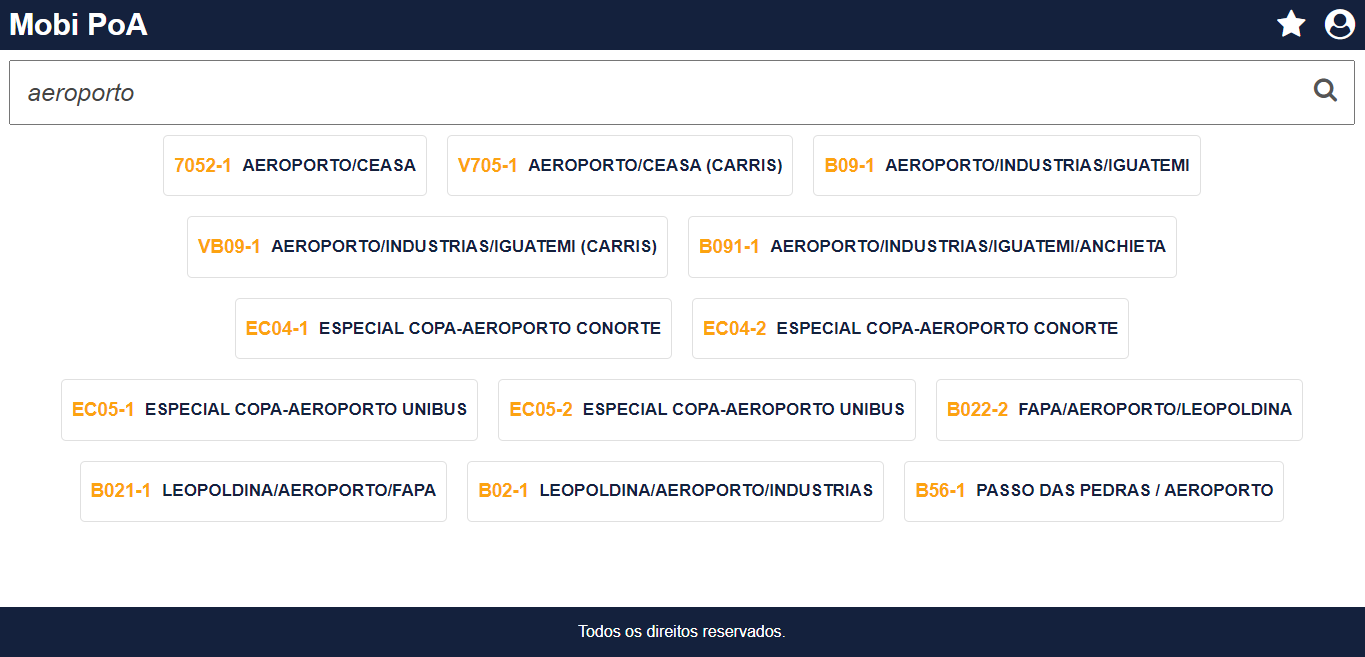 Mobi PoA
aeroporto
7052-1 AEROPORTO/CEASA
V705-1 AEROPORTO/CEASA (CARRIS)
B09-1 AEROPORTO/INDUSTRIAS/IGUATEMI
VB09-1 AEROPORTO/INDUSTRIAS/IGUATEMI (CARRIS)
B091-1 AEROPORTO/INDUSTRIAS/IGUATEMI/ANCHIETA
EC04-1 ESPECIAL COPA-AEROPORTO CONORTE
EC04-2 ESPECIAL COPA-AEROPORTO CONORTE
EC05-1 ESPECIAL COPA-AEROPORTO UNIBUS
EC05-2 ESPECIAL COPA-AEROPORTO UNIBUS
B022-2 FAPA/AEROPORTO/LEOPOLDINA
B021-1 LEOPOLDINA/AEROPORTO/FAPA
B02-1 LEOPOLDINA/AEROPORTO/INDUSTRIAS
B56-1 PASSO DAS PEDRAS / AEROPORTO
Todos os direitos reservados.